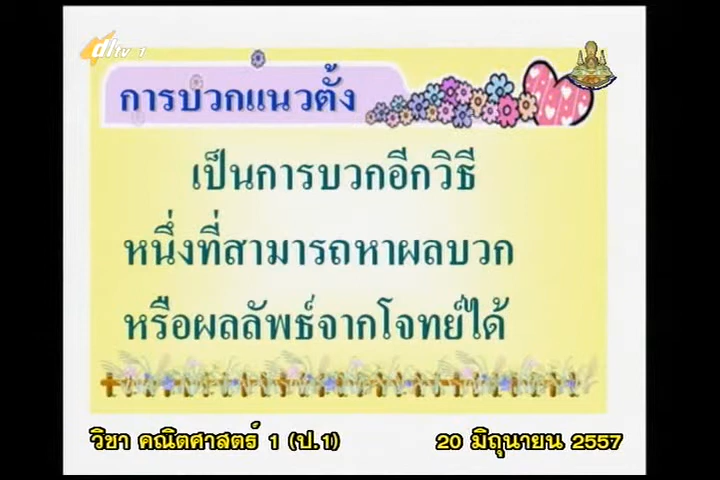 dltv 1
การบวกแนวตั้ง
เป็นการบวกอีกวิธี
หนึ่งที่สามารถหาผลบวก
หรือผลลัพธ์จากโจทย์ได้
วิชา คณิตศาสตร์ 1 (ป.1) 20 มิถุนายน 2557